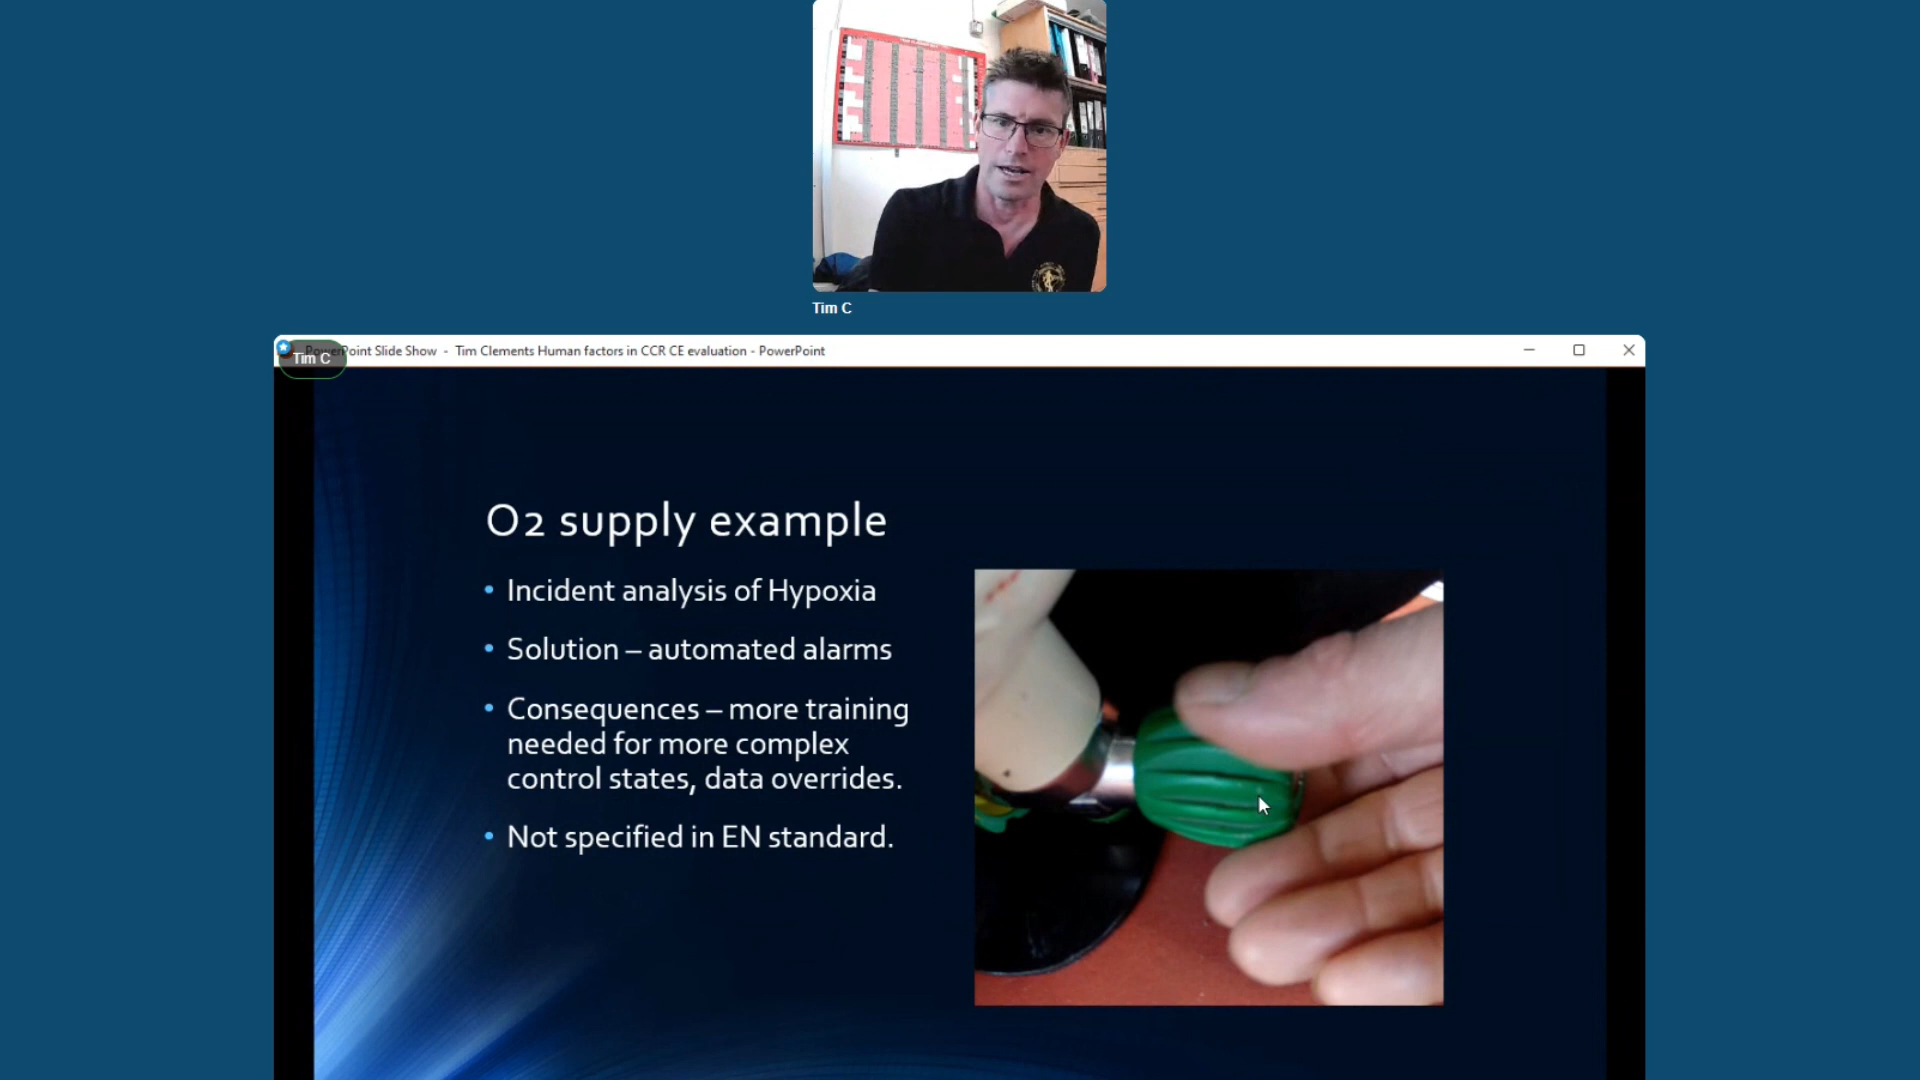 Tim C
PowerPoint Slide Show - Tim Clements Human factors in CCR CE evaluation - PowerPoint
Tim C
O2 supply example
• Incident analysis of Hypoxia
• Solution – automated alarms
• Consequences – more training
needed for more complex
control states, data overrides.
• Not specified in EN standard.